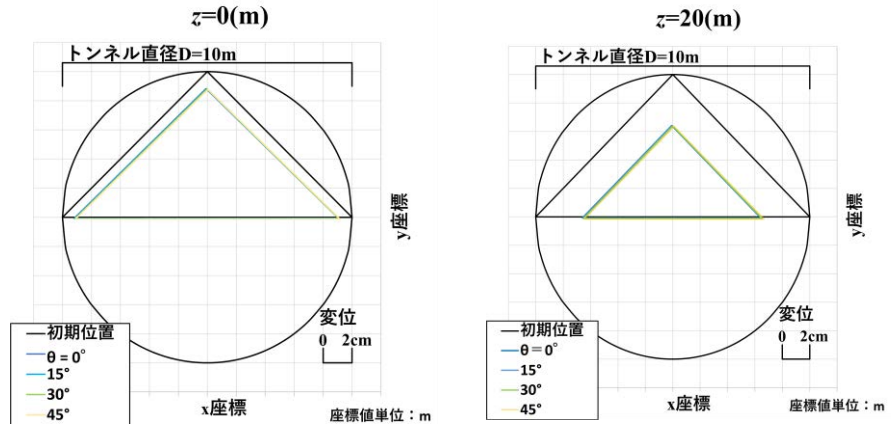 z=0(m)
トンネル直径D=10m
y座標
変位
0 2cm
初期位置
θ = 0°
15°
30°
45°
x座標
座標値単位：m
z=20(m)
トンネル直径D=10m
y座標
変位
0 2cm
初期位置
θ＝0°
15°
30°
45°
x座標
座標値単位：m